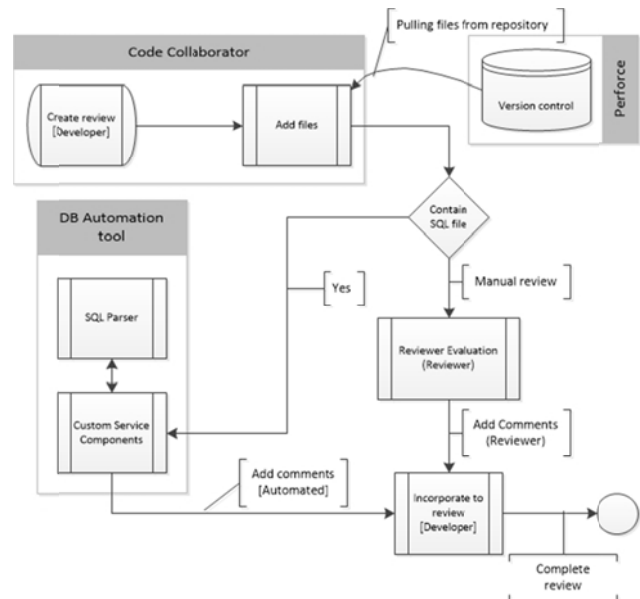 Pulling files from repository
Code Collaborator
Create review
[Developer]
Add files
Version control
Perforce
DB Automation
tool
Contain
SQL file
Yes
Manual review
SQL Parser
Reviewer Evaluation
(Reviewer)
Custom Service
Components
Add Comments
(Reviewer)
Add comments
[Automated]
Incorporate to
review
[Developer]
Complete
review